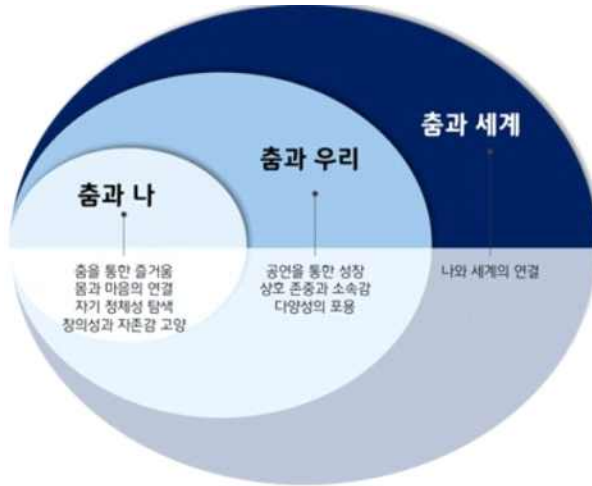 춤과 세계
춤과 우리
춤과 나
춤을 통한 즐거움
몸과 마음의 연결
자기 정체성 탐색
창의성과 자존감 고양
공연을 통한 성장
상호 존중과 소속감
다양성의 포용
나와 세계의 연결